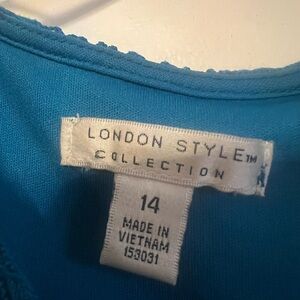 LONDON STYLE™
COLLECTION
14
MADE IN
VIETNAM
153031